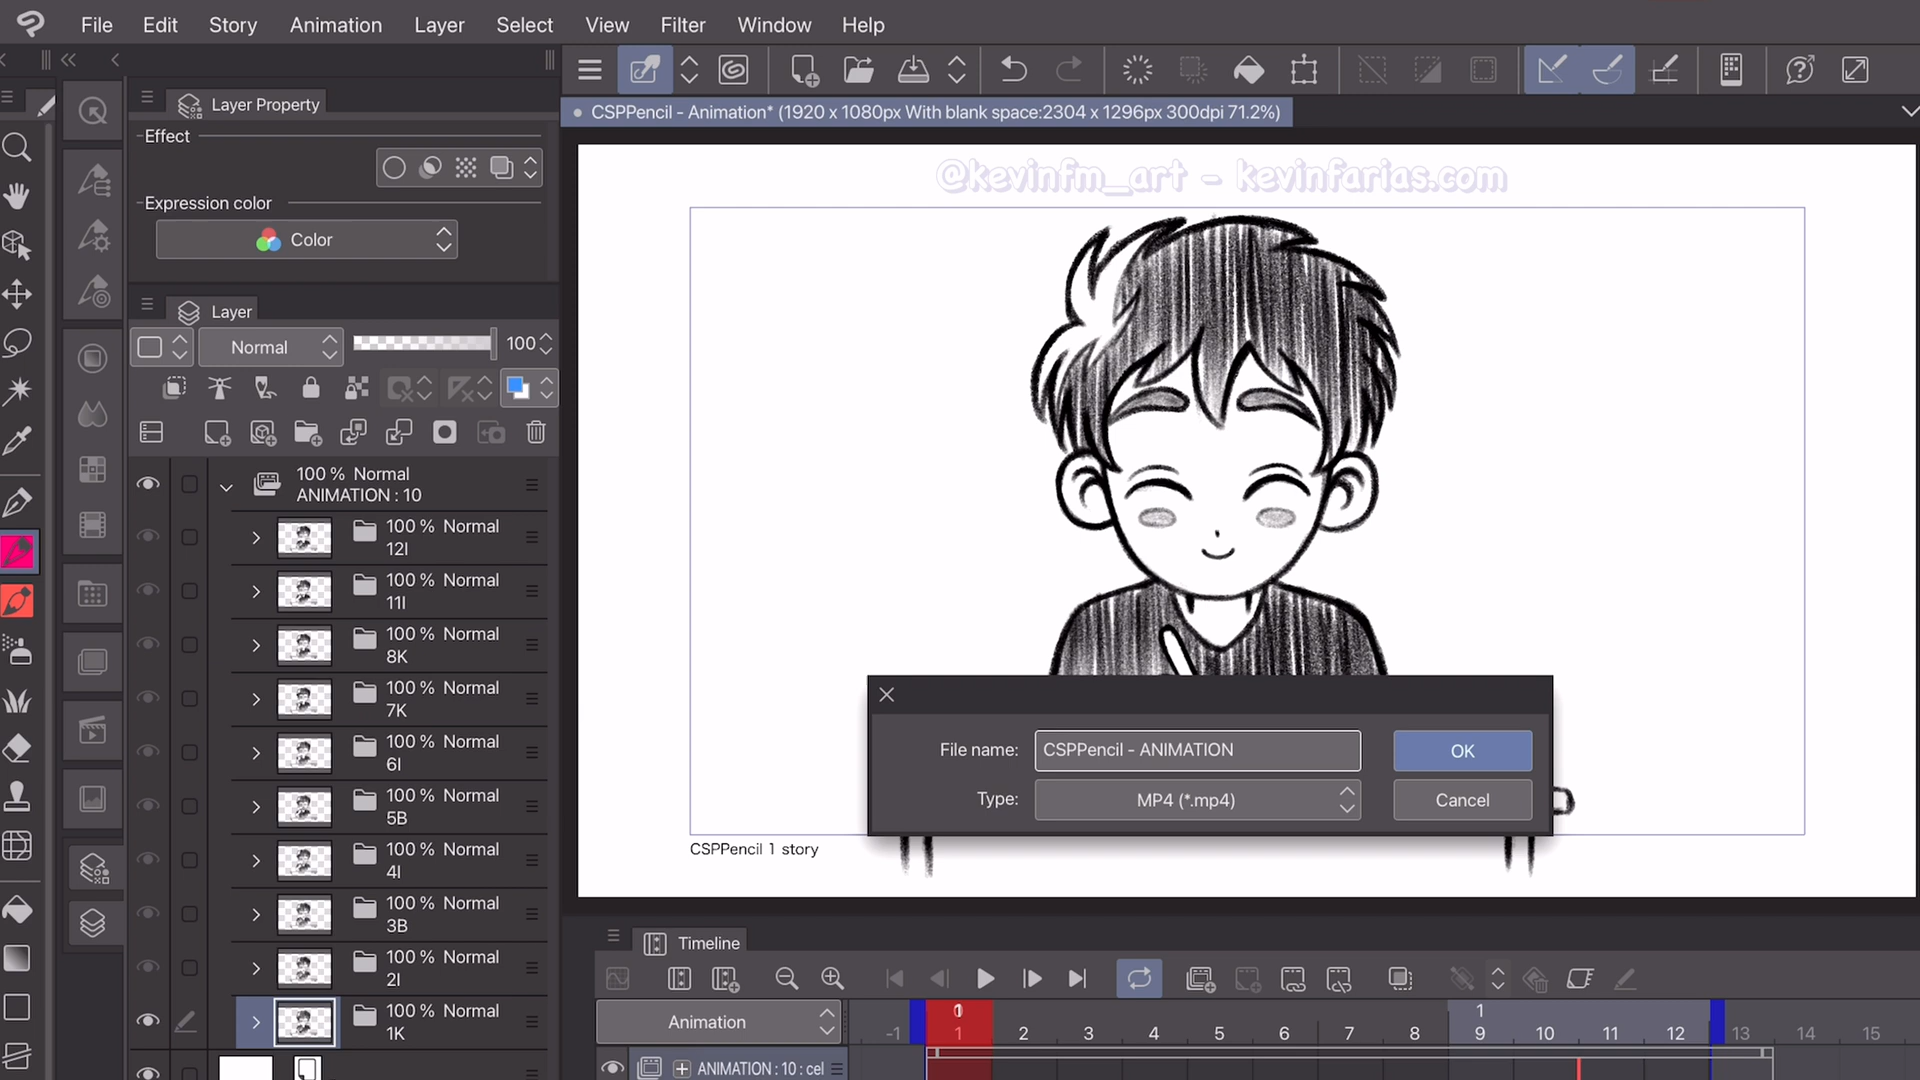 File Edit Story Animation Layer Select View Filter Window Help
Layer Property
CSPPencil - Animation* (1920 x 1080px With blank space:2304 x 1296px 300dpi 71.2%)
Effect
@kevinfm_art - kevinfarias.com
Expression color
Color
Layer
Normal 100
100 % Normal
ANIMATION : 10
100 % Normal
12I
100 % Normal
11I
100 % Normal
8K
100 % Normal
7K
100 % Normal
6I
100 % Normal
5B
100 % Normal
4I
100 % Normal
3B
100 % Normal
2I
100 % Normal
1K
File name: CSPPencil - ANIMATION OK
Type: MP4 (*.mp4) Cancel
CSPPencil 1 story
Timeline
Animation
0 1
-1 1 2 3 4 5 6 7 8 9 10 11 12 13 14 15
ANIMATION : 10 : cel